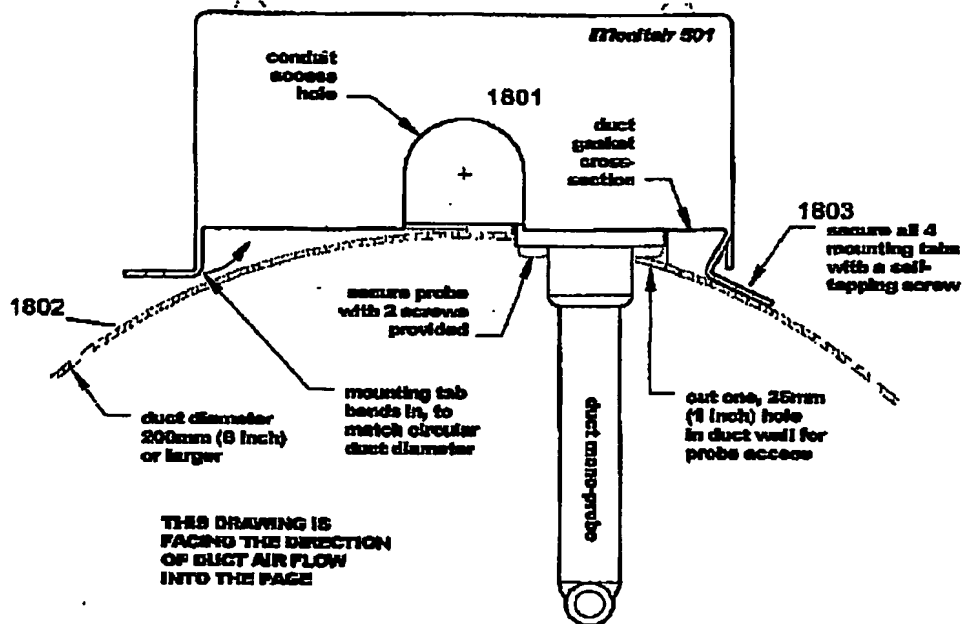 Monitair 501
conduit
access
hole
1801
duct
gasket
cross-
section
1803
secure all 4
mounting tabs
with a self-
tapping screw
1802
secure probe
with 2 screws
provided
duct diameter
200mm (8 inch)
or larger
mounting tab
bends in, to
match circular
duct diameter
duct mono-probe
cut one, 25mm
(1 inch) hole
in duct wall for
probe access
THIS DRAWING IS
FACING THE DIRECTION
OF DUCT AIR FLOW
INTO THE PAGE